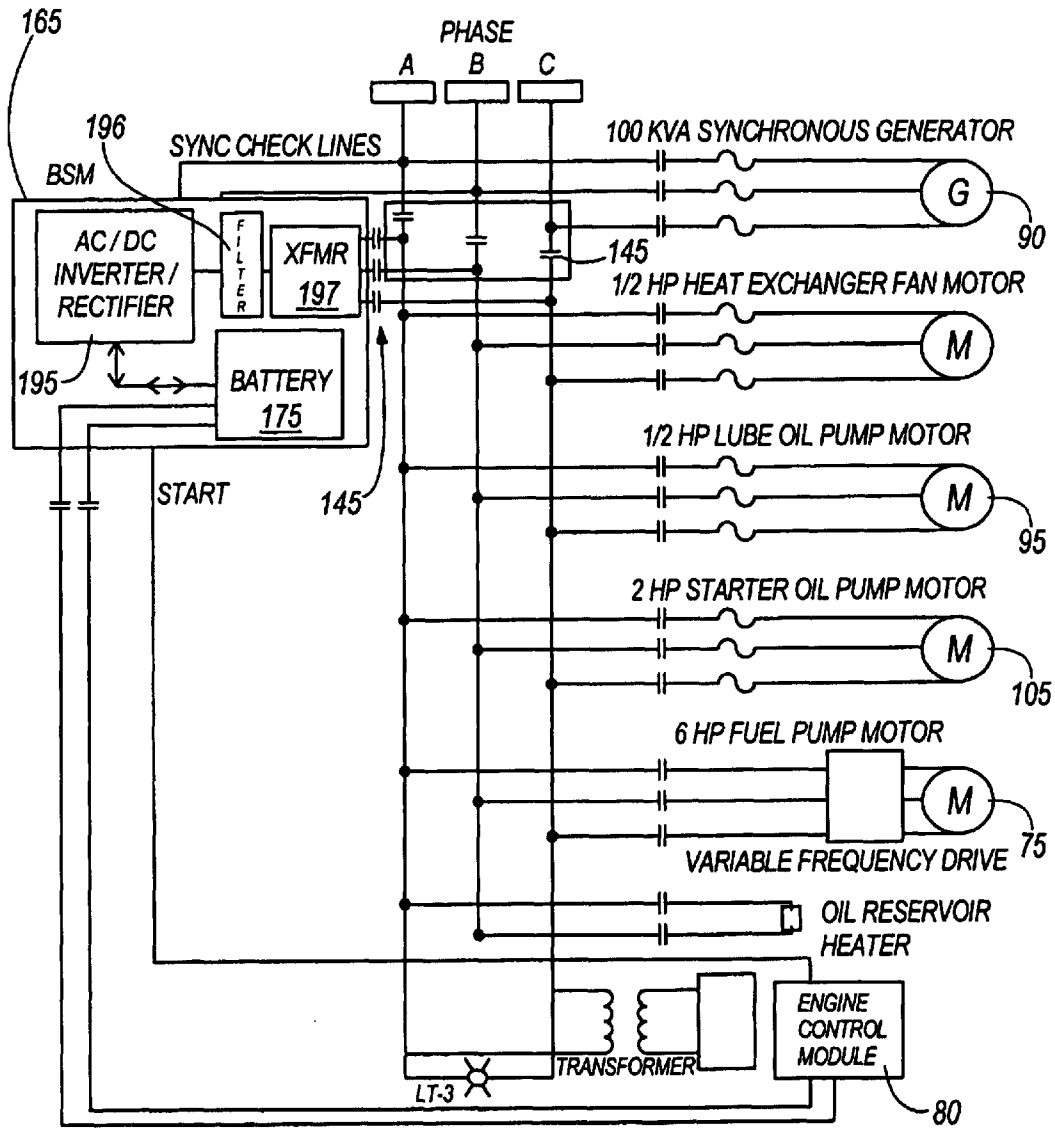 165
PHASE
A B C
196
SYNC CHECK LINES
100 KVA SYNCHRONOUS GENERATOR
BSM
G
90
AC / DC
INVERTER /
RECTIFIER
FILTER
XFMR
197
145
1/2 HP HEAT EXCHANGER FAN MOTOR
M
195
BATTERY
175
145
START
1/2 HP LUBE OIL PUMP MOTOR
M
95
2 HP STARTER OIL PUMP MOTOR
M
105
6 HP FUEL PUMP MOTOR
M
75
VARIABLE FREQUENCY DRIVE
OIL RESERVOIR
HEATER
ENGINE
CONTROL
MODULE
TRANSFORMER
LT-3
80